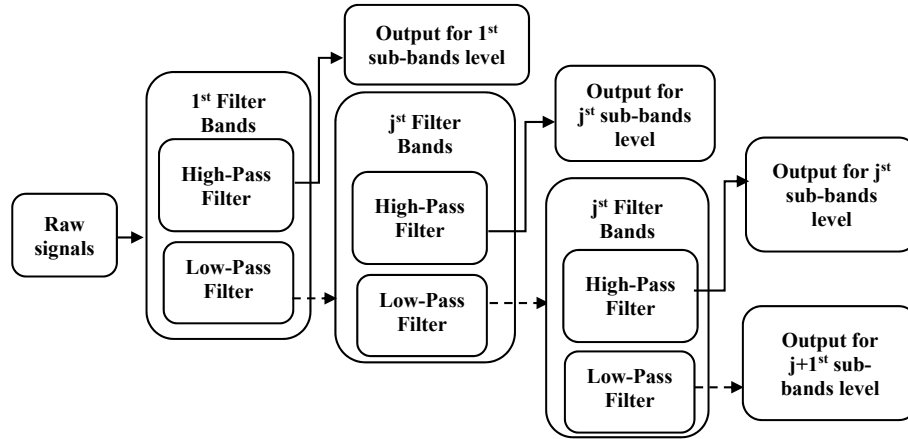 Raw
signals
1st Filter
Bands
High-Pass
Filter
Low-Pass
Filter
Output for 1st
sub-bands level
jst Filter
Bands
High-Pass
Filter
Low-Pass
Filter
Output for
jst sub-bands
level
jst Filter
Bands
High-Pass
Filter
Low-Pass
Filter
Output for jst
sub-bands
level
Output for
j+1st sub-
bands level